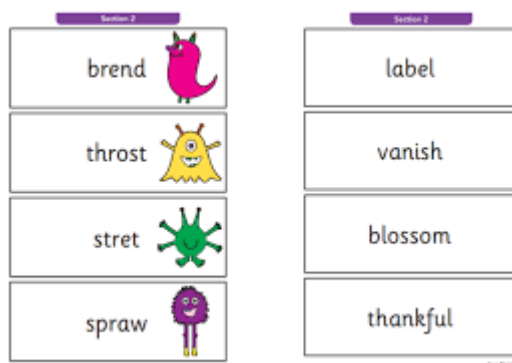 Section 2
brend
throst
stret
spraw
Section 2
label
vanish
blossom
thankful